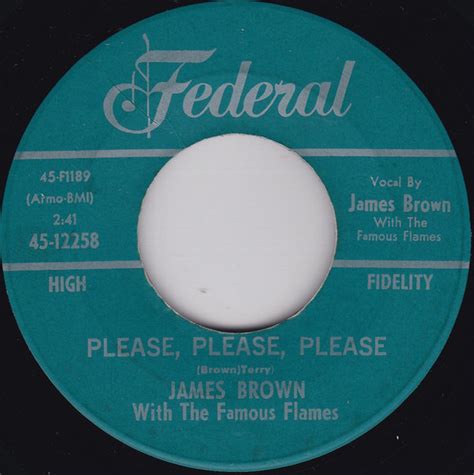 Federal
45-F1189
(Armo-BMI)
2:41
45-12258
Vocal By
James Brown
With The
Famous Flames
HIGH
FIDELITY
PLEASE, PLEASE, PLEASE
(Brown)Terry)
JAMES BROWN
With The Famous Flames